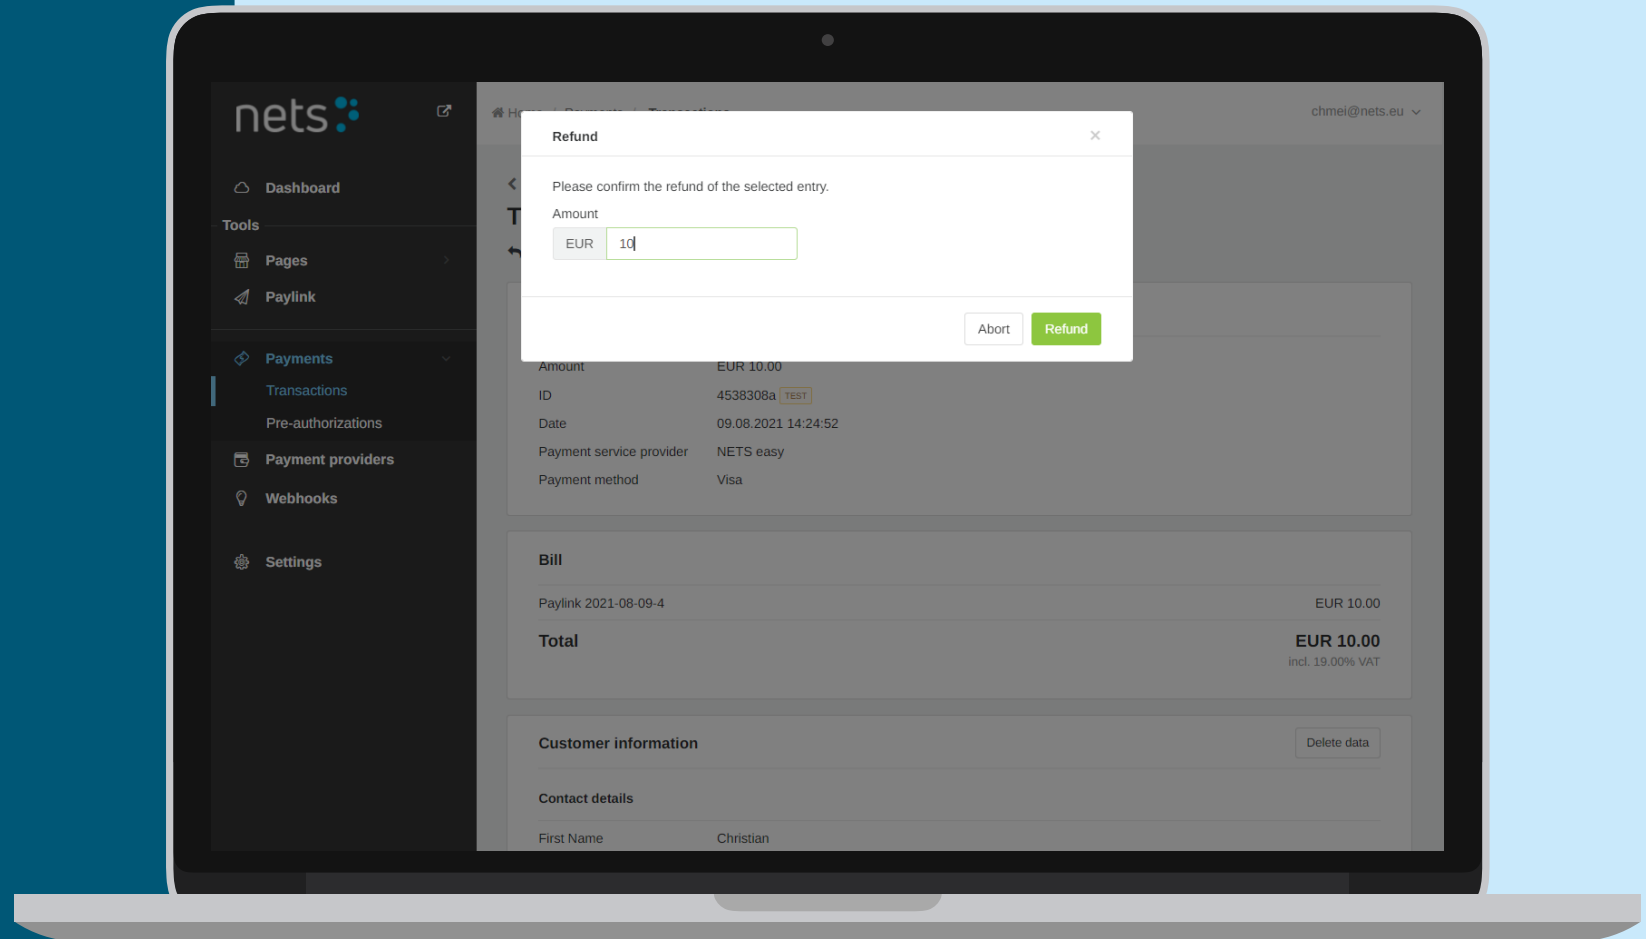 nets
Dashboard
Tools
Pages
Paylink
Payments
Transactions
Pre-authorizations
Payment providers
Webhooks
Settings
chmei@nets.eu
Refund
×
Please confirm the refund of the selected entry.
Amount
EUR 10
Abort Refund
Amount EUR 10.00
ID 4538308a TEST
Date 09.08.2021 14:24:52
Payment service provider NETS easy
Payment method Visa
Bill
Paylink 2021-08-09-4 EUR 10.00
Total EUR 10.00
incl. 19.00% VAT
Customer information Delete data
Contact details
First Name Christian